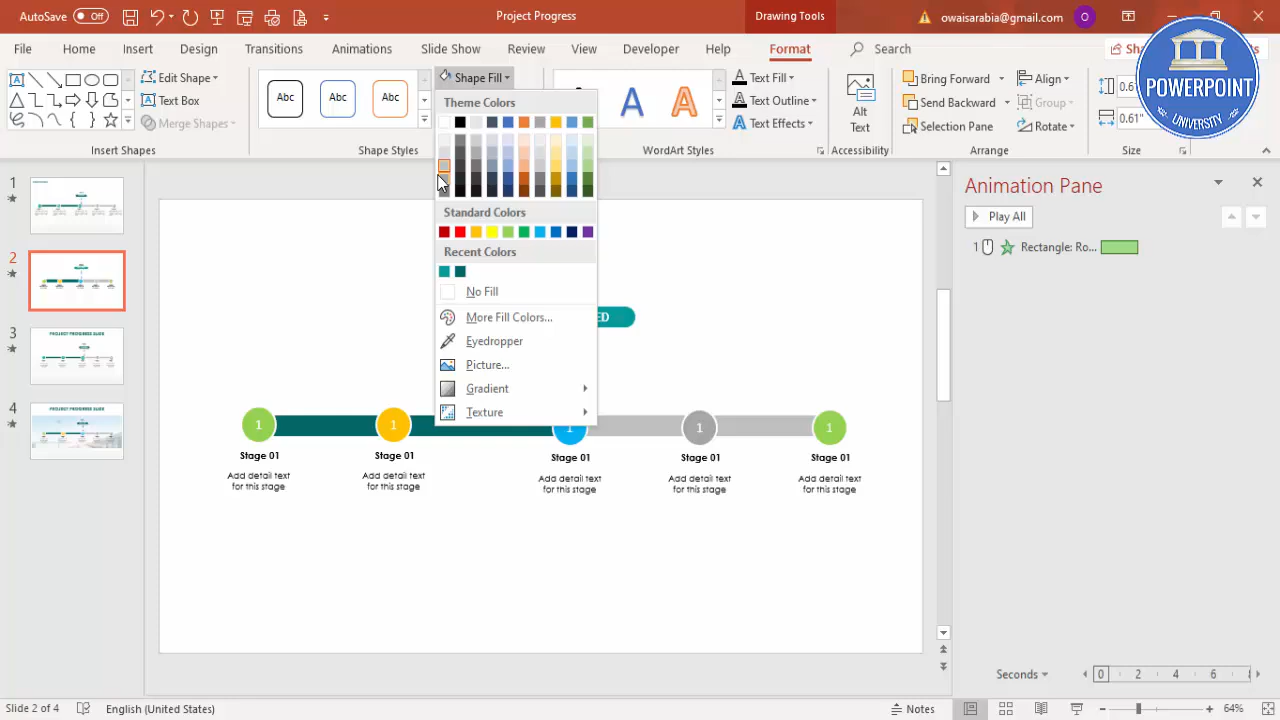 AutoSave Off
Project Progress
Drawing Tools
owaisarabia@gmail.com
O
File Home Insert Design Transitions Animations Slide Show Review View Developer Help Format Search
Edit Shape
Text Box
Merge Shapes
Insert Shapes
Abc Abc Abc
Shape Fill
Shape Styles
A A
Text Fill
Text Outline
Text Effects
WordArt Styles
Alt
Text
Accessibility
Bring Forward
Send Backward
Selection Pane
Align
Group
Rotate
Arrange
0.61"
Size
POWERPOINT
UNIVERSITY
Theme Colors
Standard Colors
Recent Colors
No Fill
More Fill Colors...
Eyedropper
Picture...
Gradient
Texture
1
2
3
PROJECT PROGRESS SLIDE
4
PROJECT PROGRESS SLIDE
ED
1 1 1 1 1
Stage 01 Stage 01 Stage 01 Stage 01 Stage 01
Add detail text Add detail text Add detail text Add detail text Add detail text
for this stage for this stage for this stage for this stage for this stage
Animation Pane
Play All
1 Rectangle: Ro...
Seconds 0 2 4 6
Slide 2 of 4 English (United States) Notes 64%